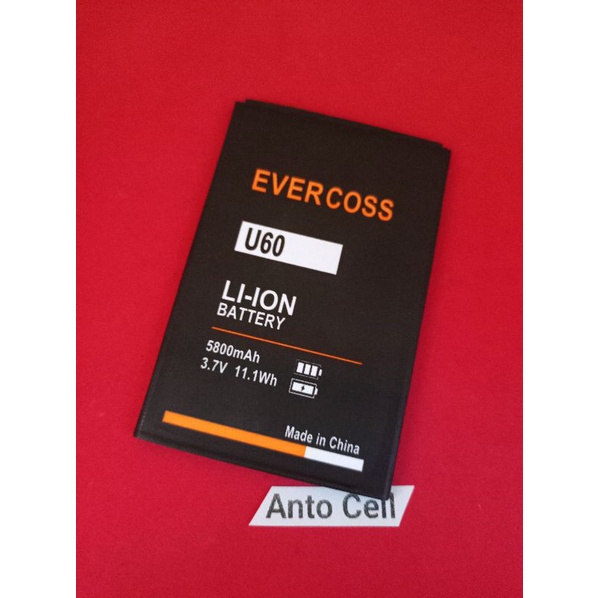 EVERCOSS
U60
LI-ION
BATTERY
5800mAh
3.7V 11.1Wh
Made in China
Anto Cell